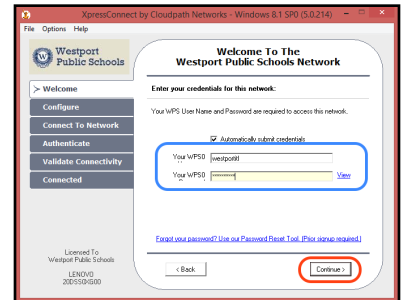 XpressConnect by Cloudpath Networks - Windows 8.1 SP0 (5.0.214)
File Options Help
Westport
Public Schools
Welcome To The
Westport Public Schools Network
> Welcome
Configure
Connect To Network
Authenticate
Validate Connectivity
Connected
Enter your credentials for this network:
Your WPS User Name and Password are required to access this network.
Automatically submit credentials
Your WPS0
westportitl
Your WPS0
View
Forgot your password? Use our Password Reset Tool. (Prior signup required.)
Licensed To
Westport Public Schools
LENOVO
20DSS0XG00
< Back
Continue >